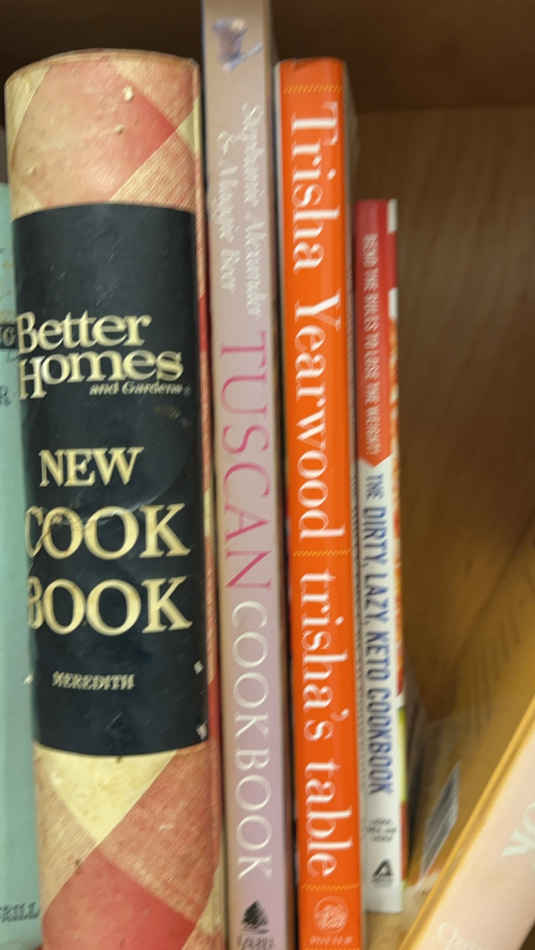 Better
Homes
and Gardens
NEW
COOK
BOOK
MEREDITH
Stephanie Alexander
& Maggie Beer
TUSCAN COOKBOOK
Trisha Yearwood trisha's table
BEND THE RULES TO LOSE THE WEIGHT!
THE DIRTY, LAZY, KETO COOKBOOK